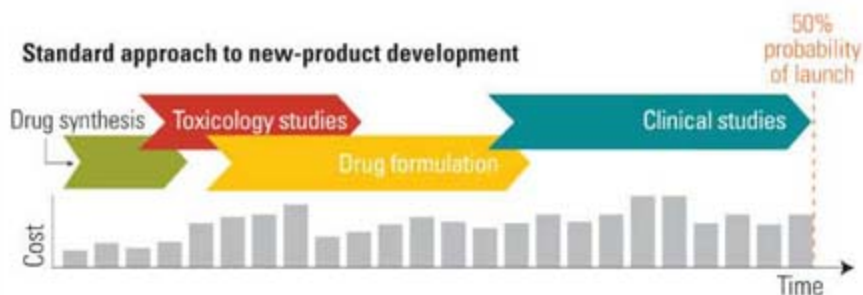 50%
probability
of launch
Standard approach to new-product development
Drug synthesis
Toxicology studies
Clinical studies
Drug formulation
Cost
Time